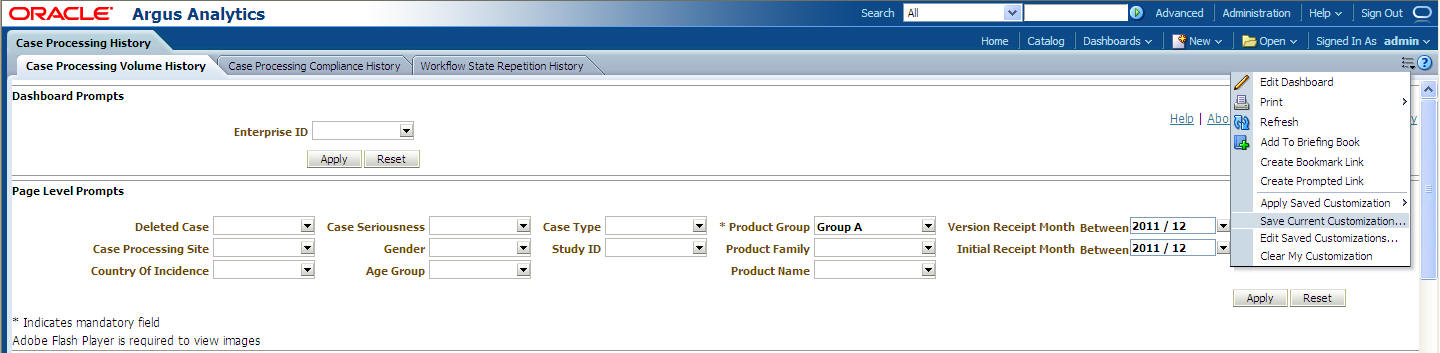 ORACLE Argus Analytics Search All Advanced Administration Help Sign Out
Case Processing History Home Catalog Dashboards New Open Signed In As admin
Case Processing Volume History Case Processing Compliance History Workflow State Repetition History
Dashboard Prompts
Enterprise ID
Apply Reset
Help | Abo
Edit Dashboard
Print
Refresh
Add To Briefing Book
Create Bookmark Link
Create Prompted Link
Apply Saved Customization
Save Current Customization...
Edit Saved Customizations...
Clear My Customization
Page Level Prompts
Deleted Case Case Seriousness Case Type * Product Group Group A Version Receipt Month Between 2011 / 12
Case Processing Site Gender Study ID Product Family Initial Receipt Month Between 2011 / 12
Country Of Incidence Age Group Product Name
Apply Reset
* Indicates mandatory field
Adobe Flash Player is required to view images